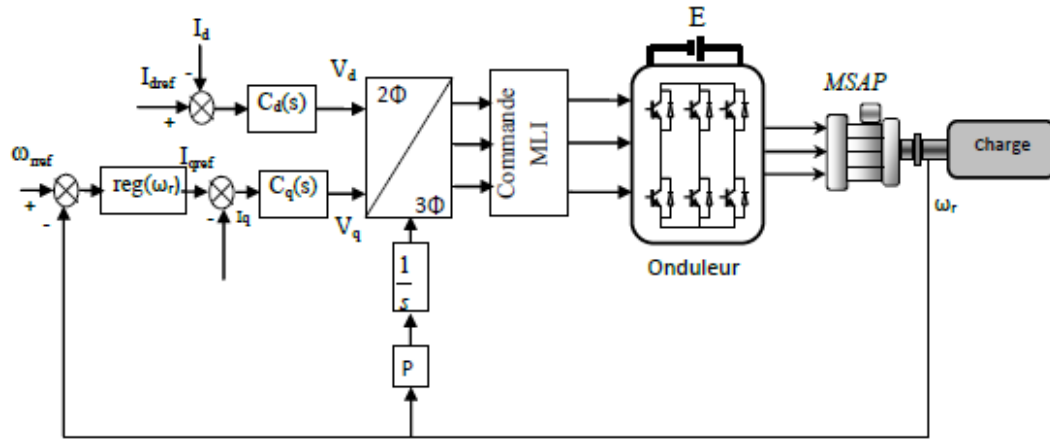 I_d
E
I_dref
-
+
C_d(s)
V_d
2Φ
3Φ
Commande
MLI
MSAP
Charge
ω_rref
+
-
reg(ω_r)
I_qref
-
I_q
C_q(s)
V_q
Onduleur
ω_r
1
s
P